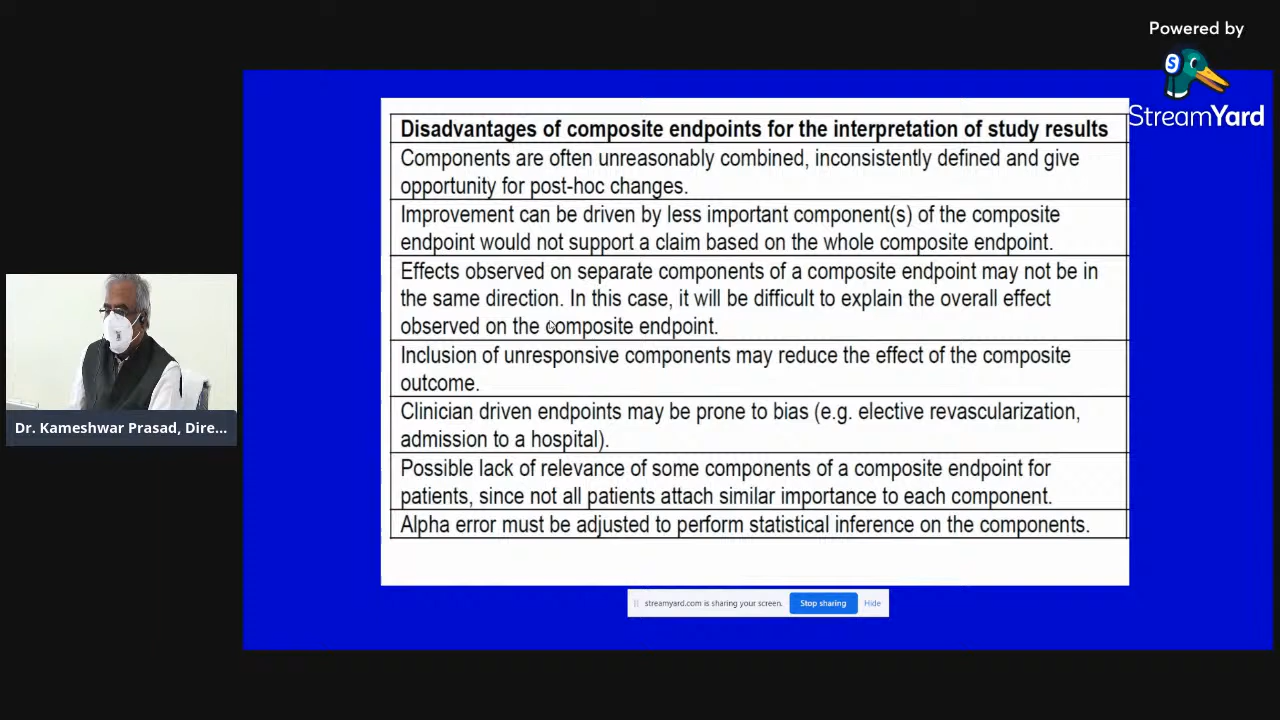 Powered by
StreamYard
Disadvantages of composite endpoints for the interpretation of study results
Components are often unreasonably combined, inconsistently defined and give
opportunity for post-hoc changes.
Improvement can be driven by less important component(s) of the composite
endpoint would not support a claim based on the whole composite endpoint.
Effects observed on separate components of a composite endpoint may not be in
the same direction. In this case, it will be difficult to explain the overall effect
observed on the composite endpoint.
Inclusion of unresponsive components may reduce the effect of the composite
outcome.
Clinician driven endpoints may be prone to bias (e.g. elective revascularization,
admission to a hospital).
Possible lack of relevance of some components of a composite endpoint for
patients, since not all patients attach similar importance to each component.
Alpha error must be adjusted to perform statistical inference on the components.
Dr. Kameshwar Prasad, Dire...
streamyard.com is sharing your screen. Stop sharing Hide